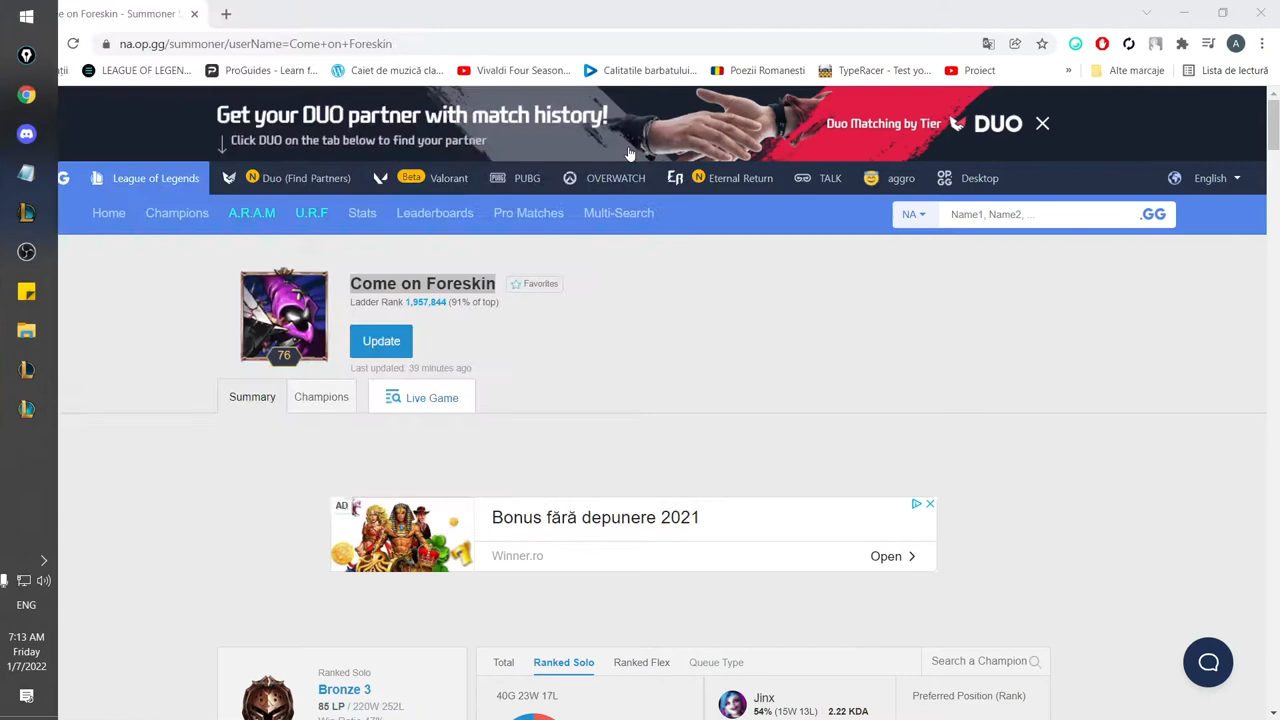 e on Foreskin - Summoner S
na.op.gg/summoner/userName=Come+on+Foreskin
A
ații
LEAGUE OF LEGEN...
ProGuides - Learn f...
Caiet de muzică cla...
Vivaldi Four Season...
Calitatile barbatului...
Poezii Romanesti
TypeRacer - Test yo...
Proiect
»
Alte marcaje
Lista de lectură
Get your DUO partner with match history!
Click DUO on the tab below to find your partner
Duo Matching by Tier
DUO
G
League of Legends
N Duo (Find Partners)
Beta Valorant
PUBG
OVERWATCH
N Eternal Return
TALK
aggro
OP.GG Desktop
English
Home
Champions
A.R.A.M
U.R.F
Stats
Leaderboards
Pro Matches
Multi-Search
NA
Name1, Name2, ...
.GG
Come on Foreskin
Favorites
Ladder Rank 1,957,844 (91% of top)
76
Update
Last updated: 39 minutes ago
Summary
Champions
Live Game
AD
Bonus fără depunere 2021
Winner.ro
Open
Ranked Solo
Bronze 3
85 LP / 220W 252L
Win Ratio 47%
Total
Ranked Solo
Ranked Flex
Queue Type
Search a Champion
40G 23W 17L
Jinx
54% (15W 13L)
2.22 KDA
Preferred Position (Rank)
ENG
7:13 AM
Friday
1/7/2022